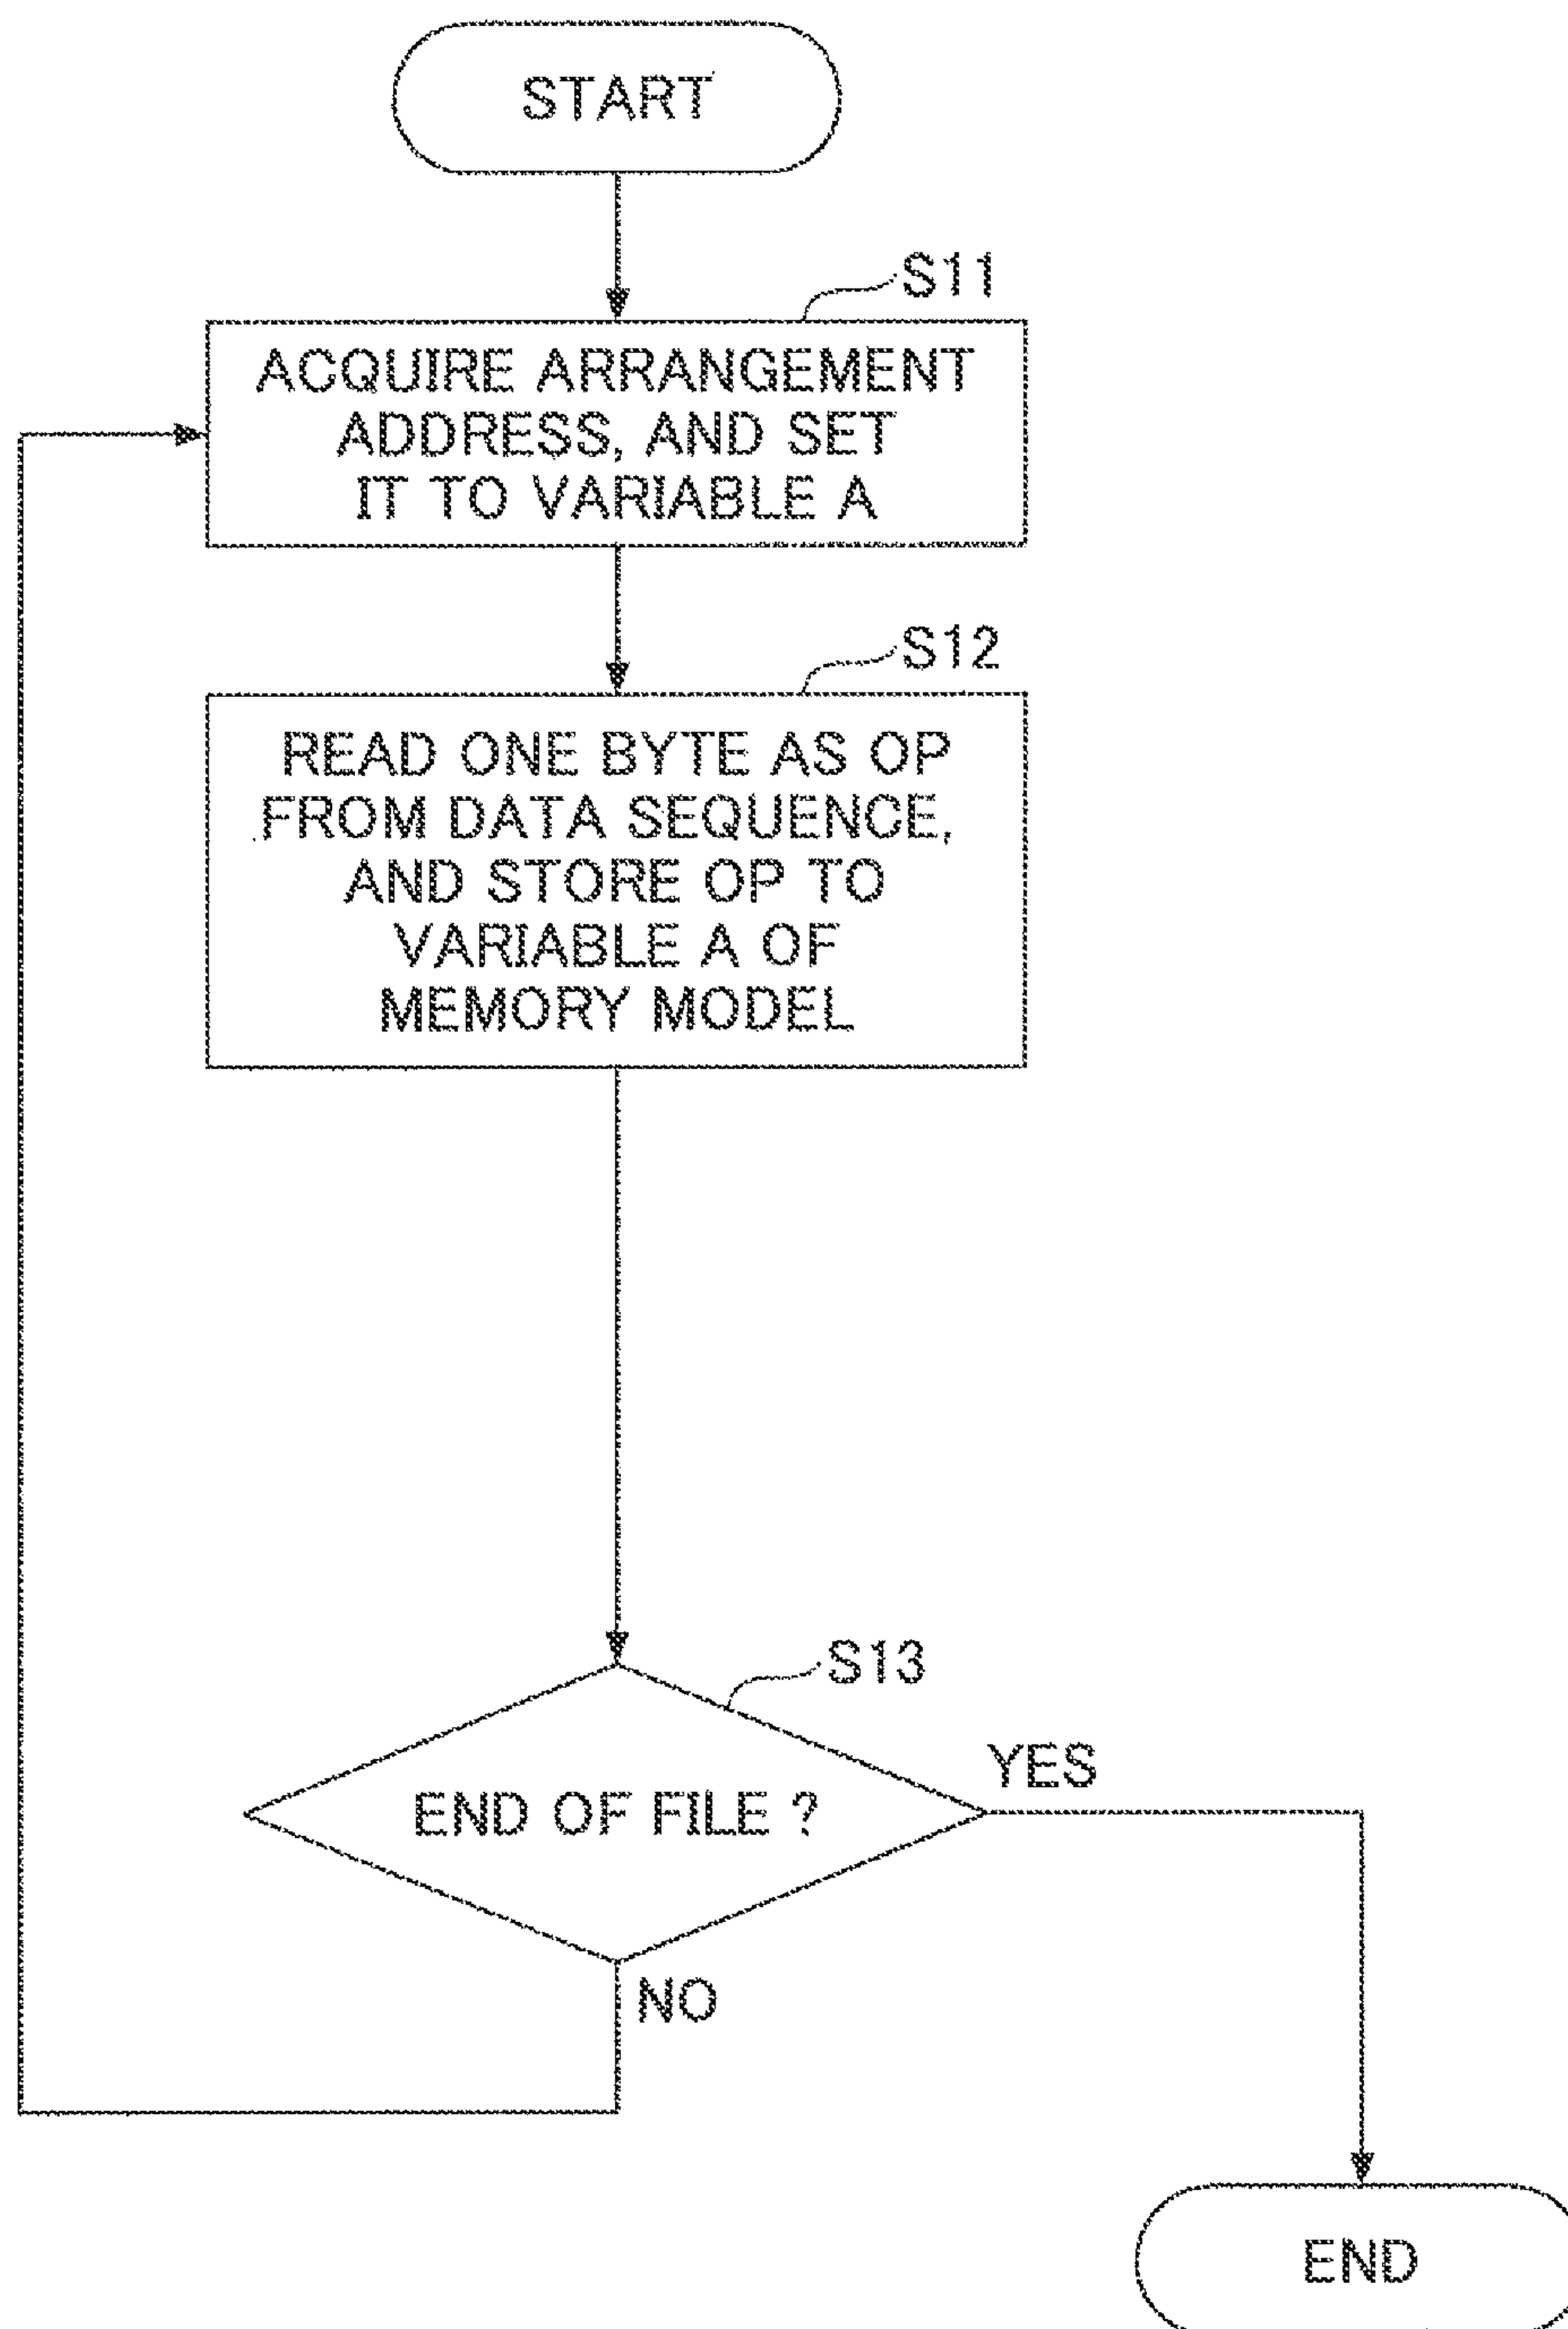 START
S11
ACQUIRE ARRANGEMENT
ADDRESS, AND SET
IT TO VARIABLE A
S12
READ ONE BYTE AS OP
FROM DATA SEQUENCE,
AND STORE OP TO
VARIABLE A OF
MEMORY MODEL
S13
YES
END OF FILE ?
NO
END